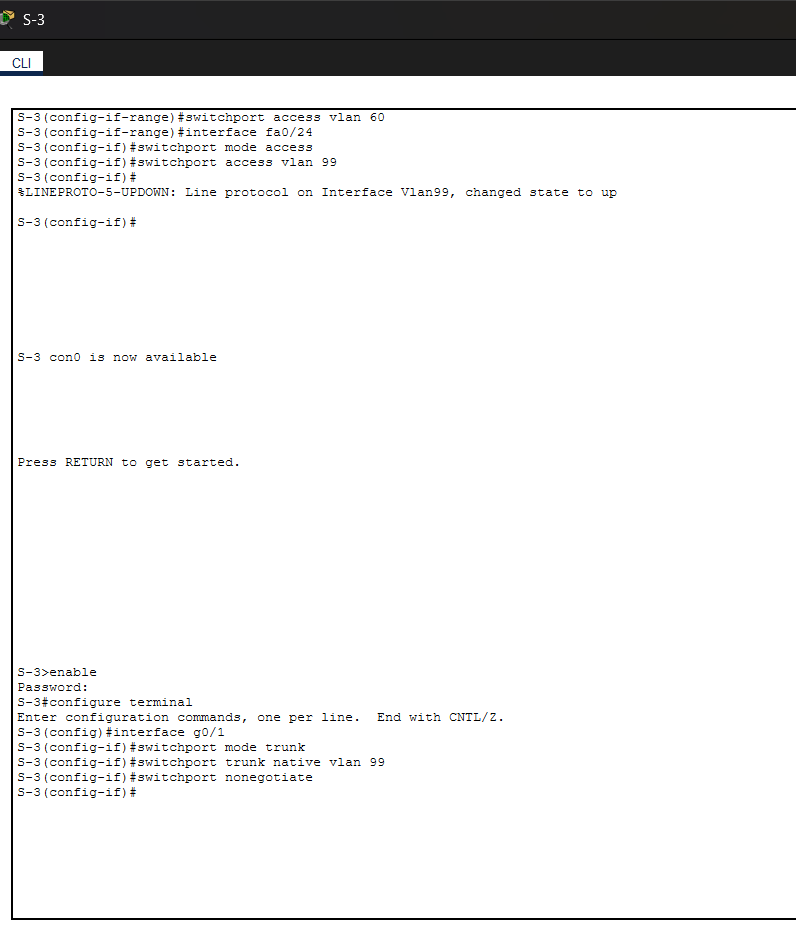 S-3
CLI
S-3(config-if-range)#switchport access vlan 60
S-3(config-if-range)#interface fa0/24
S-3(config-if)#switchport mode access
S-3(config-if)#switchport access vlan 99
S-3(config-if)#
%LINEPROTO-5-UPDOWN: Line protocol on Interface Vlan99, changed state to up
S-3(config-if)#
S-3 con0 is now available
Press RETURN to get started.
S-3>enable
Password:
S-3#configure terminal
Enter configuration commands, one per line.  End with CNTL/Z.
S-3(config)#interface g0/1
S-3(config-if)#switchport mode trunk
S-3(config-if)#switchport trunk native vlan 99
S-3(config-if)#switchport nonegotiate
S-3(config-if)#